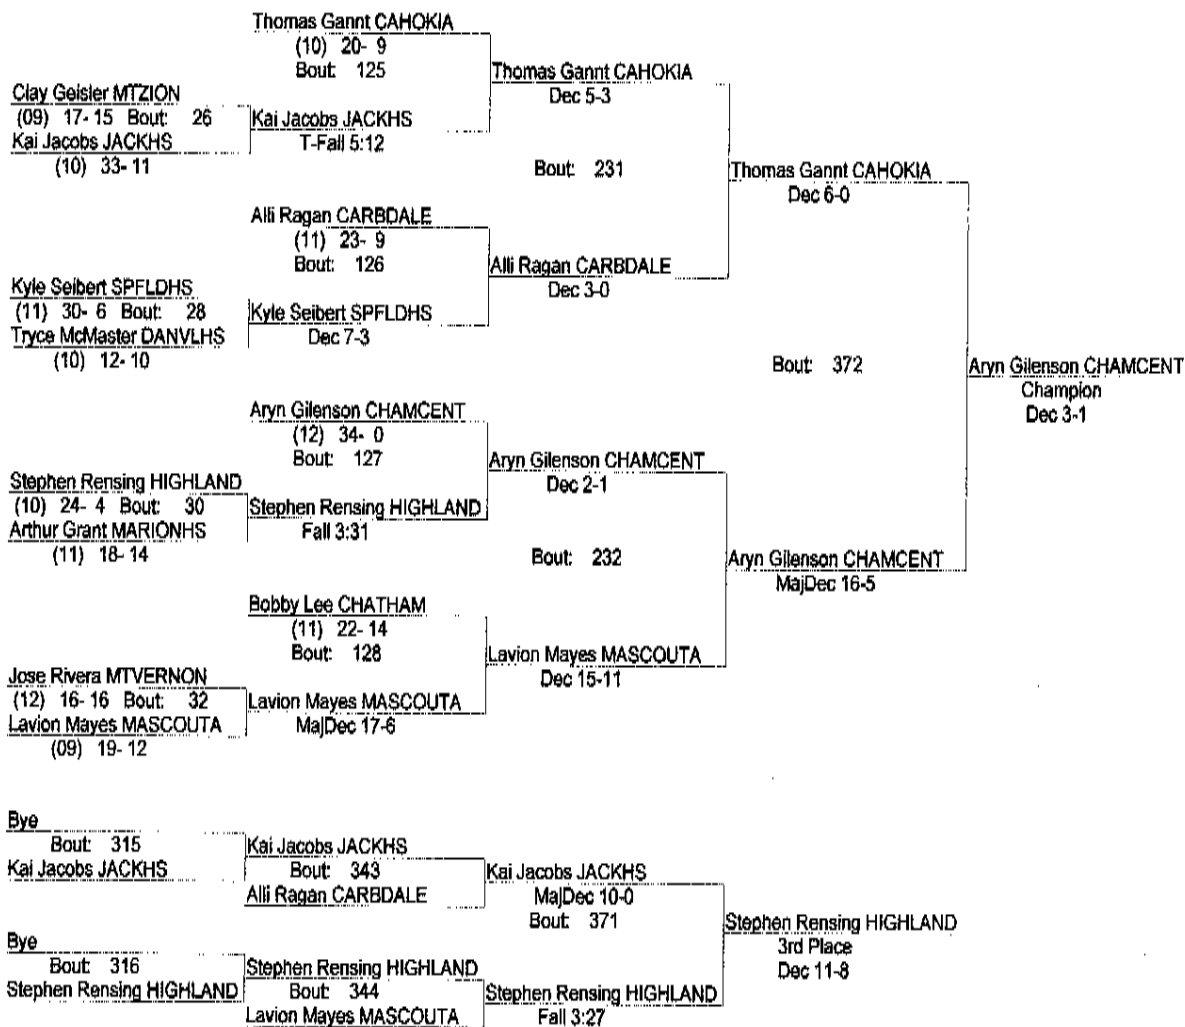 Thomas Gannt CAHOKIA
(10) 20- 9
Bout: 125
Thomas Gannt CAHOKIA
Dec 5-3
Clay Geisler MTZION
(09) 17- 15 Bout: 26
Kai Jacobs JACKHS
(10) 33- 11
Kai Jacobs JACKHS
T-Fall 5:12
Bout: 231
Thomas Gannt CAHOKIA
Dec 6-0
Alli Ragan CARBDALE
(11) 23- 9
Bout: 126
Alli Ragan CARBDALE
Dec 3-0
Kyle Seibert SPFLDHS
(11) 30- 6 Bout: 28
Tryce McMaster DANVLHS
(10) 12- 10
Kyle Seibert SPFLDHS
Dec 7-3
Bout: 372
Aryn Gilenson CHAMCENT
Champion
Dec 3-1
Aryn Gilenson CHAMCENT
(12) 34- 0
Bout: 127
Aryn Gilenson CHAMCENT
Dec 2-1
Stephen Rensing HIGHLAND
(10) 24- 4 Bout: 30
Arthur Grant MARIONHS
(11) 18- 14
Stephen Rensing HIGHLAND
Fall 3:31
Bout: 232
Aryn Gilenson CHAMCENT
MajDec 16-5
Bobby Lee CHATHAM
(11) 22- 14
Bout: 128
Lavion Mayes MASCOUTA
Dec 15-11
Jose Rivera MTVERNON
(12) 16- 16 Bout: 32
Lavion Mayes MASCOUTA
(09) 19- 12
Lavion Mayes MASCOUTA
MajDec 17-6
Bye
Bout: 315
Kai Jacobs JACKHS
Kai Jacobs JACKHS
Bout: 343
Alli Ragan CARBDALE
Kai Jacobs JACKHS
MajDec 10-0
Bout: 371
Stephen Rensing HIGHLAND
3rd Place
Dec 11-8
Bye
Bout: 316
Stephen Rensing HIGHLAND
Stephen Rensing HIGHLAND
Bout: 344
Lavion Mayes MASCOUTA
Stephen Rensing HIGHLAND
Fall 3:27